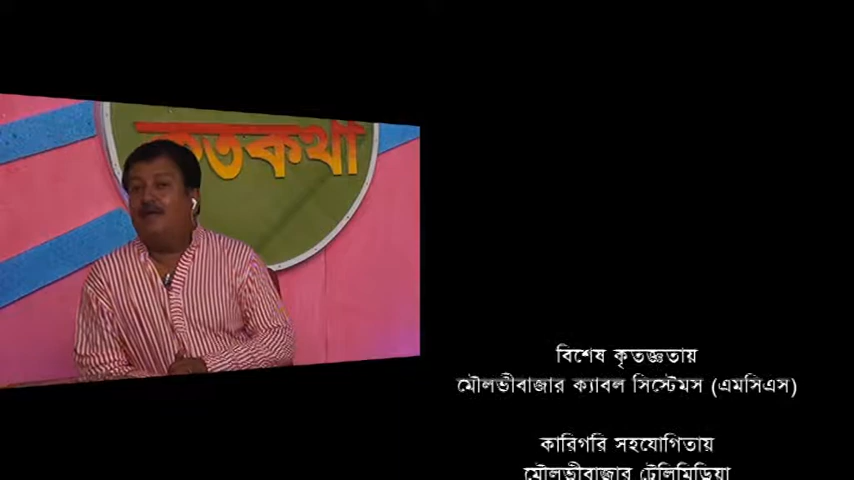 কতকথা
বিশেষ কৃতজ্ঞতায়
মৌলভীবাজার ক্যাবল সিস্টেমস (এমসিএস)
কারিগরি সহযোগিতায়
মৌলভীবাজার টেলিমিডিয়া